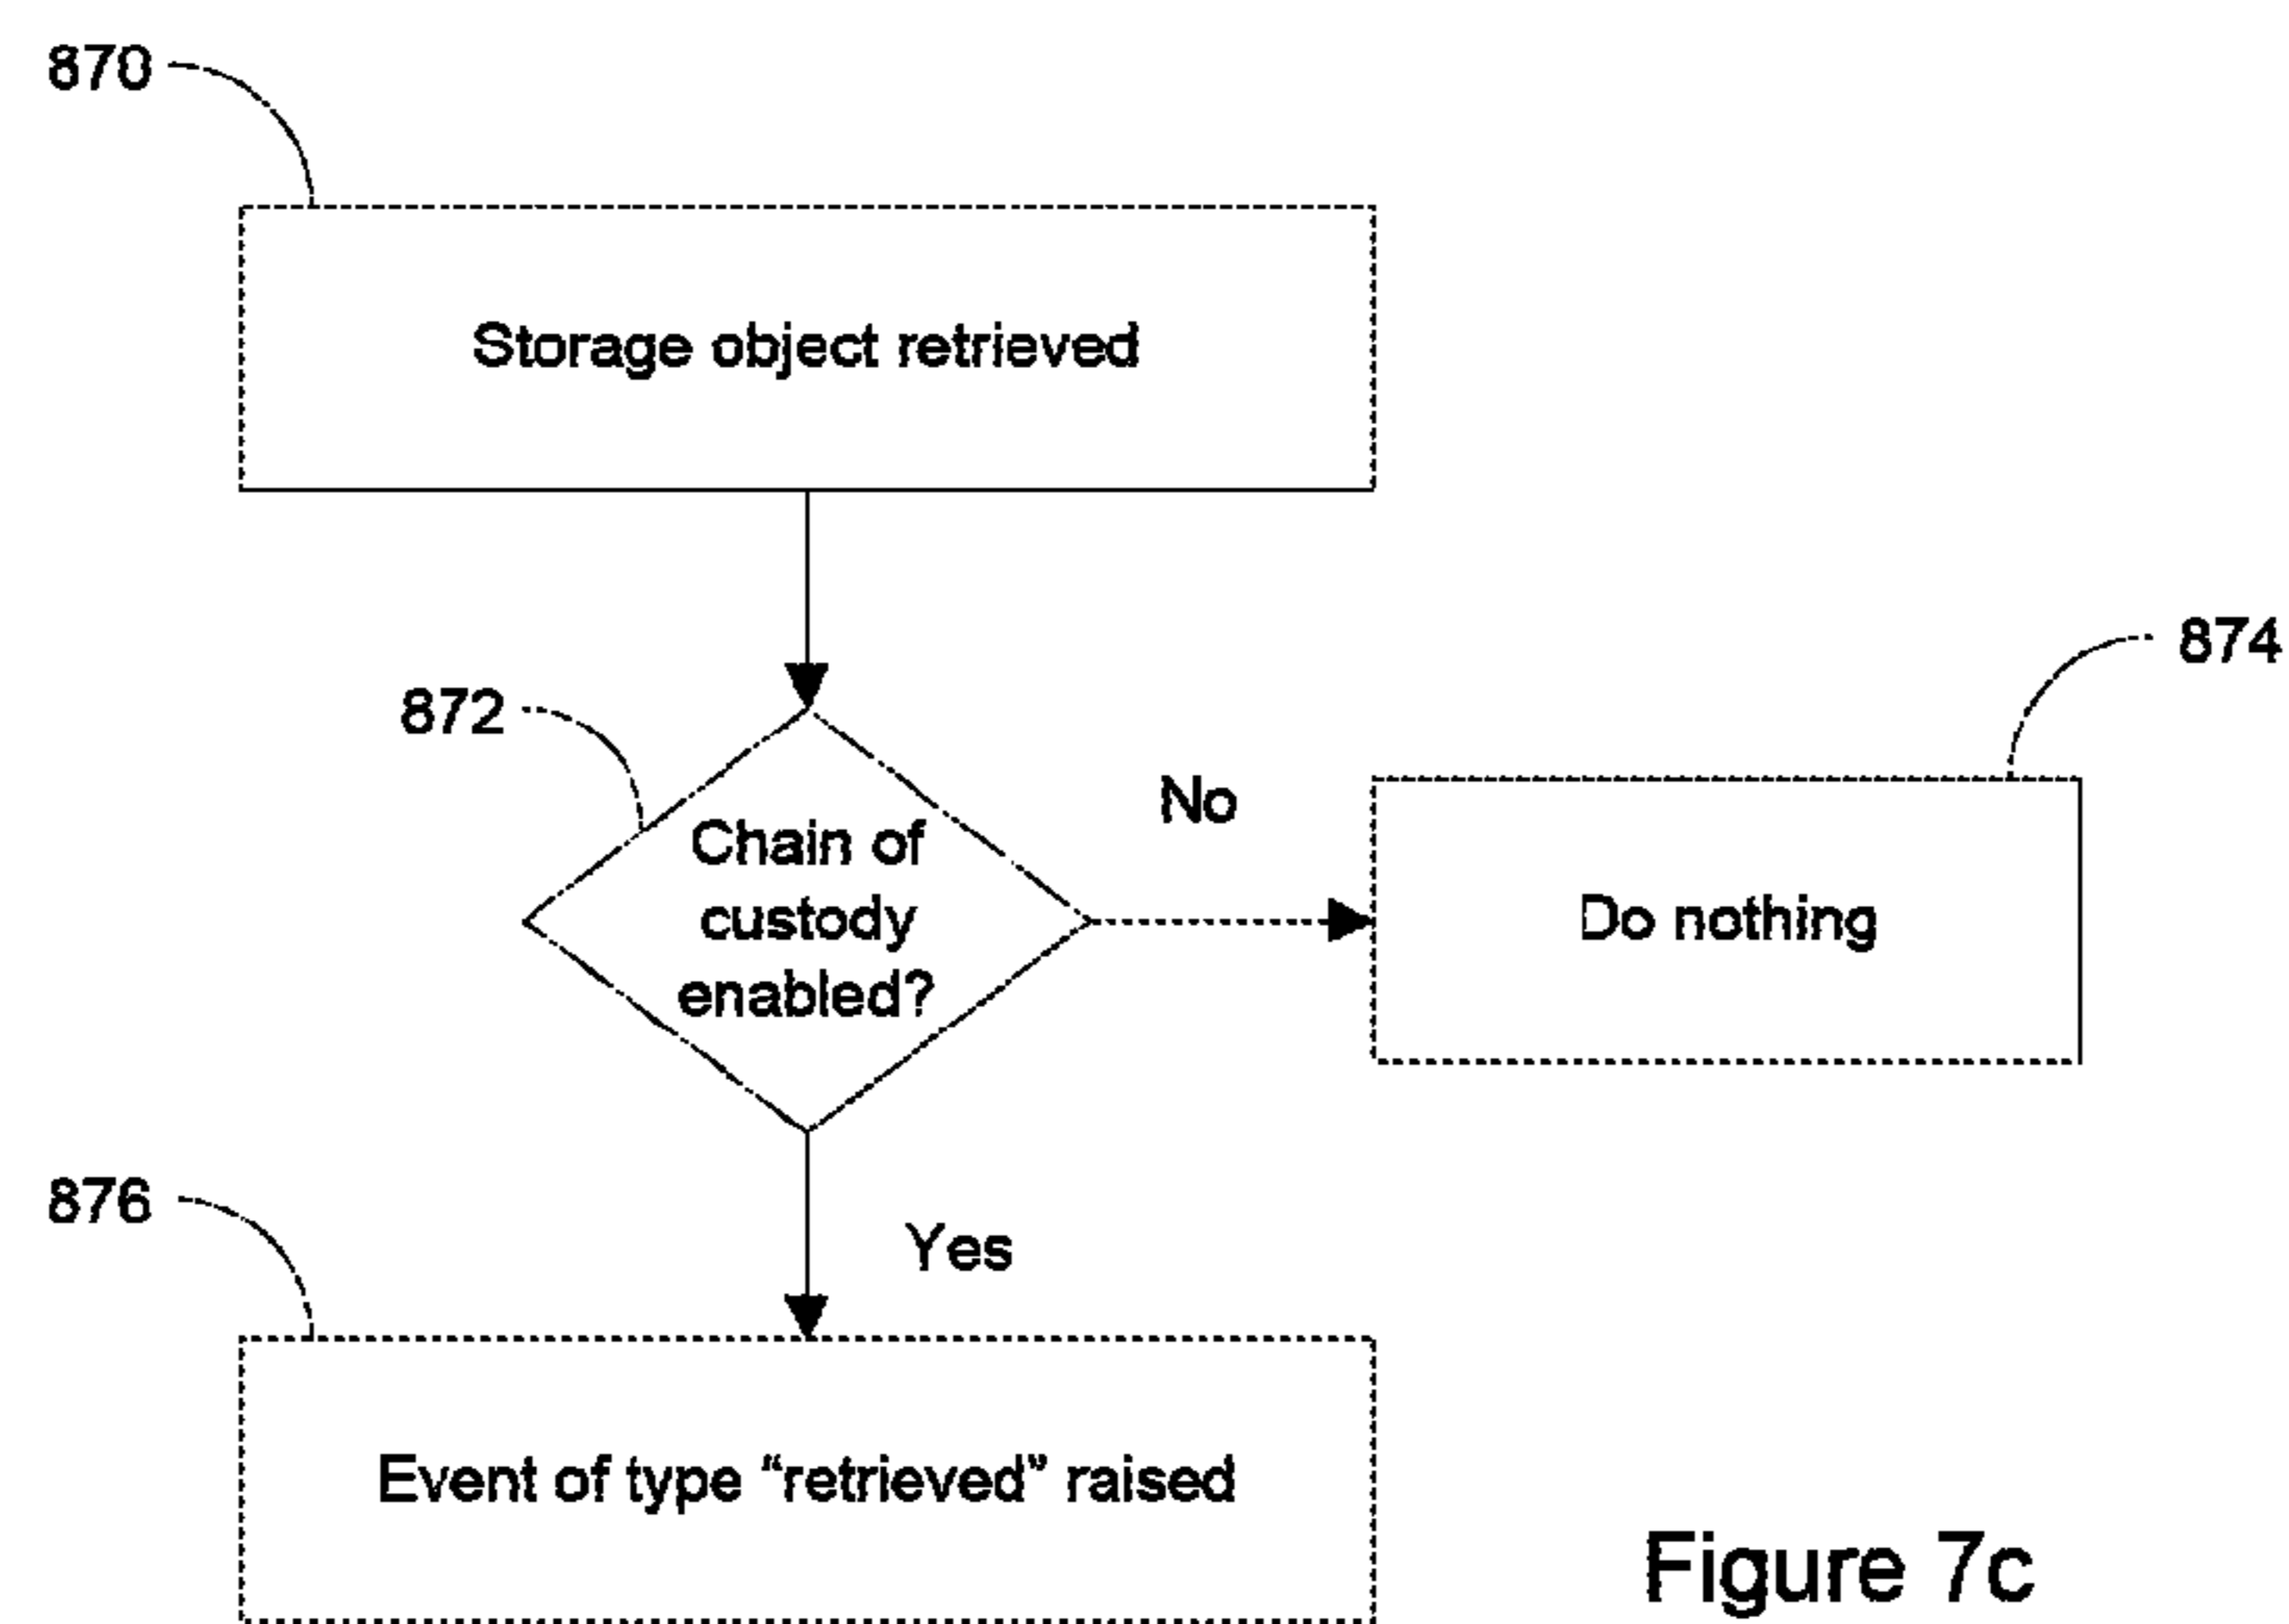 870
Storage object retrieved
874
872
No
Chain of
custody
enabled?
Do nothing
876
Yes
Event of type “retrieved” raised
Figure 7c